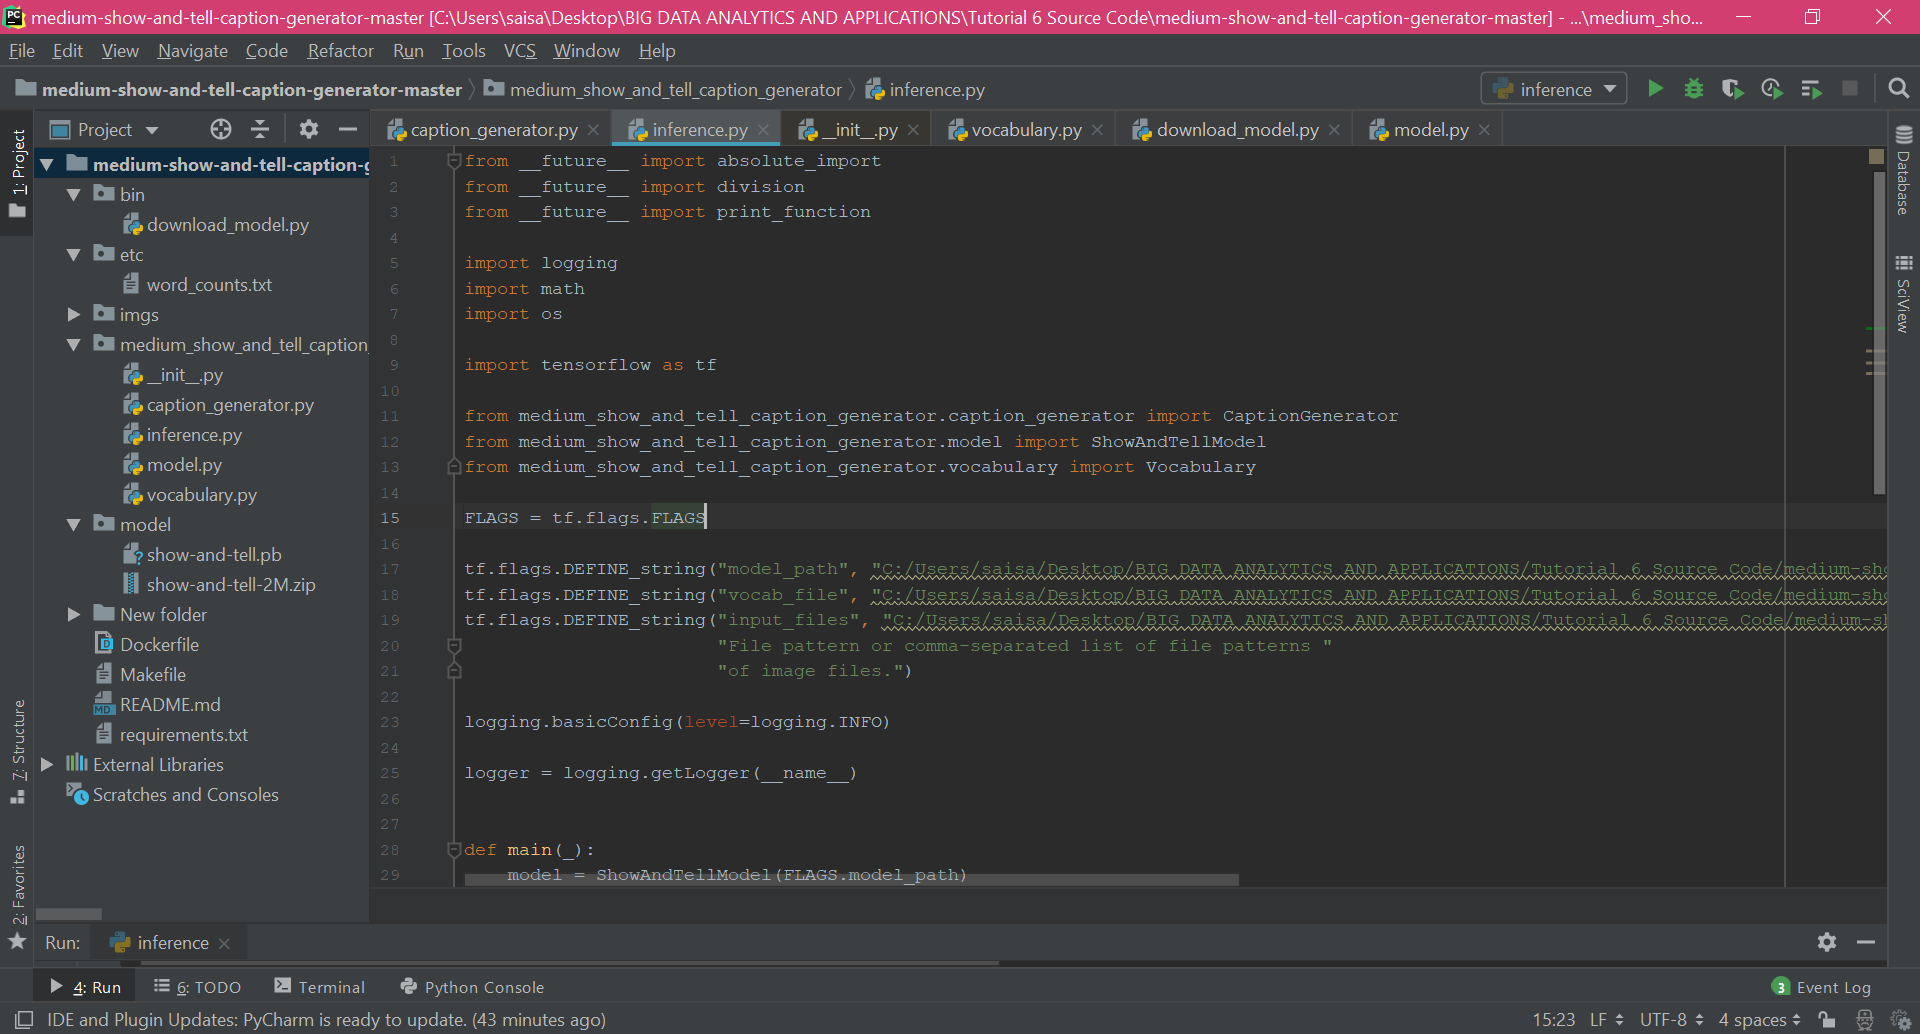 medium-show-and-tell-caption-generator-master [C:\Users\saisa\Desktop\BIG DATA ANALYTICS AND APPLICATIONS\Tutorial 6 Source Code\medium-show-and-tell-caption-generator-master] - ...\medium_sho...
File Edit View Navigate Code Refactor Run Tools VCS Window Help
medium-show-and-tell-caption-generator-master medium_show_and_tell_caption_generator inference.py inference
Project caption_generator.py inference.py __init__.py vocabulary.py download_model.py model.py
1: Project
7: Structure
2: Favorites
medium-show-and-tell-caption-g
bin
download_model.py
etc
word_counts.txt
imgs
medium_show_and_tell_caption_
__init__.py
caption_generator.py
inference.py
model.py
vocabulary.py
model
show-and-tell.pb
show-and-tell-2M.zip
New folder
Dockerfile
Makefile
README.md
requirements.txt
External Libraries
Scratches and Consoles
1 from __future__ import absolute_import
2 from __future__ import division
3 from __future__ import print_function
4
5 import logging
6 import math
7 import os
8
9 import tensorflow as tf
10
11 from medium_show_and_tell_caption_generator.caption_generator import CaptionGenerator
12 from medium_show_and_tell_caption_generator.model import ShowAndTellModel
13 from medium_show_and_tell_caption_generator.vocabulary import Vocabulary
14
15 FLAGS = tf.flags.FLAGS
16
17 tf.flags.DEFINE_string("model_path", "C:/Users/saisa/Desktop/BIG DATA ANALYTICS AND APPLICATIONS/Tutorial 6 Source Code/medium-sho
18 tf.flags.DEFINE_string("vocab_file", "C:/Users/saisa/Desktop/BIG DATA ANALYTICS AND APPLICATIONS/Tutorial 6 Source Code/medium-sho
19 tf.flags.DEFINE_string("input_files", "C:/Users/saisa/Desktop/BIG DATA ANALYTICS AND APPLICATIONS/Tutorial 6 Source Code/medium-sh
20 "File pattern or comma-separated list of file patterns "
21 "of image files.")
22
23 logging.basicConfig(level=logging.INFO)
24
25 logger = logging.getLogger(__name__)
26
27
28 def main(_):
29 model = ShowAndTellModel(FLAGS.model_path)
Database
SciView
Run: inference
4: Run 6: TODO Terminal Python Console 3 Event Log
IDE and Plugin Updates: PyCharm is ready to update. (43 minutes ago) 15:23 LF UTF-8 4 spaces